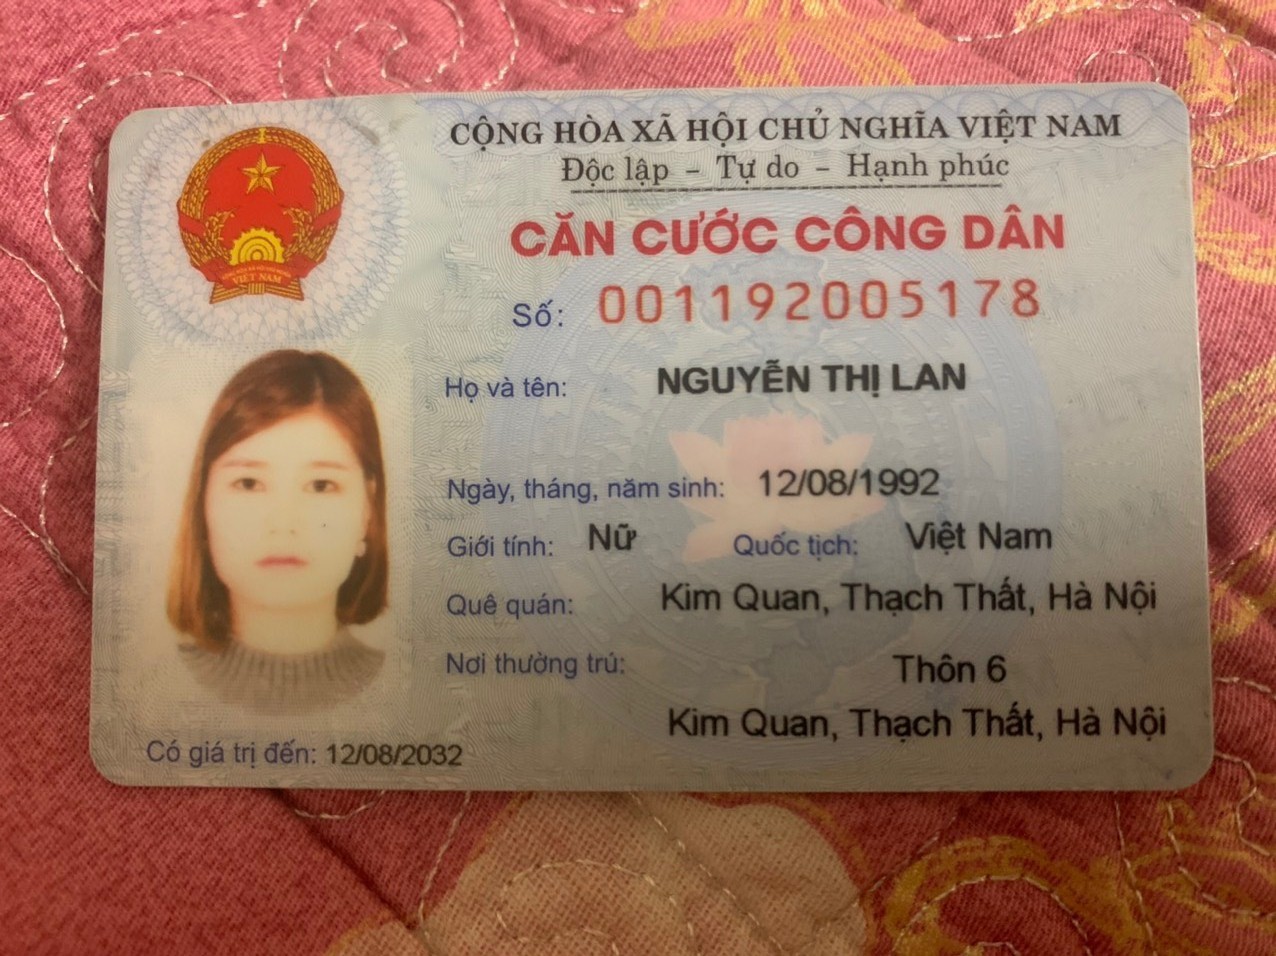 CỘNG HÒA XÃ HỘI CHỦ NGHĨA VIỆT NAM
Độc lập - Tự do - Hạnh phúc
CĂN CƯỚC CÔNG DÂN
Số: 001192005178
Họ và tên: NGUYỄN THỊ LAN
Ngày, tháng, năm sinh: 12/08/1992
Giới tính: Nữ Quốc tịch: Việt Nam
Quê quán: Kim Quan, Thạch Thất, Hà Nội
Nơi thường trú: Thôn 6
Kim Quan, Thạch Thất, Hà Nội
Có giá trị đến: 12/08/2032
VIỆT NAM